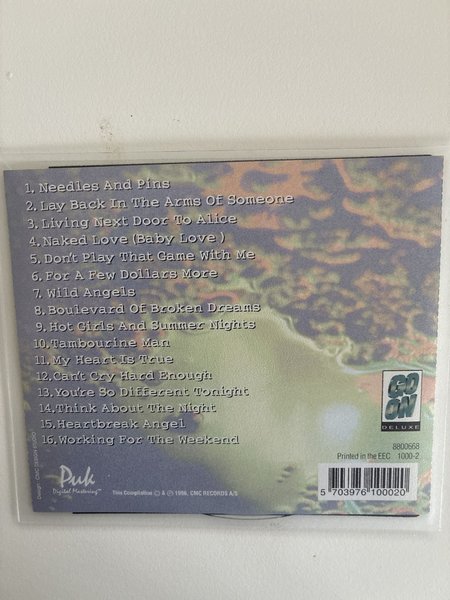 1. Needles And Pins
2. Lay Back In The Arms Of Someone
3. Living Next Door To Alice
4. Naked Love (Baby Love )
5. Don't Play That Game With Me
6. For A Few Dollars More
7. Wild Angels
8. Boulevard Of Broken Dreams
9. Hot Girls And Summer Nights
10. Tambourine Man
11. My Heart Is True
12. Can't Cry Hard Enough
13. You're So Different Tonight
14. Think About The Night
15. Heartbreak Angel
16. Working For The Weekend
GO
ON
DELUXE
8800568
Printed in the EEC 1000-2
5 703976 100020
Puk
Digital Mastering™
This Compilation © & ℗ 1996, CMC RECORDS A/S